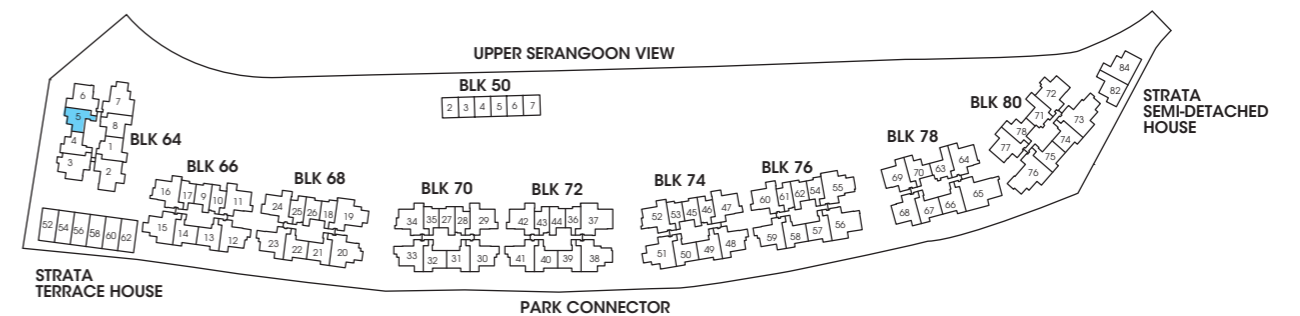 UPPER SERANGOON VIEW
BLK 50
2 3 4 5 6 7
BLK 64
6 7
5 8
4 1
3 2
BLK 66
16 17 9 10 11
15 14 13 12
BLK 68
24 25 26 18 19
23 22 21 20
BLK 70
34 35 27 28 29
33 32 31 30
BLK 72
42 43 44 36 37
41 40 39 38
BLK 74
52 53 45 46 47
51 50 49 48
BLK 76
60 61 62 54 55
59 58 57 56
BLK 78
69 70 63 64
68 67 66 65
BLK 80
72
71 73
78 74
77 75
76
84
82
STRATA
SEMI-DETACHED
HOUSE
52 54 56 58 60 62
STRATA
TERRACE HOUSE
PARK CONNECTOR